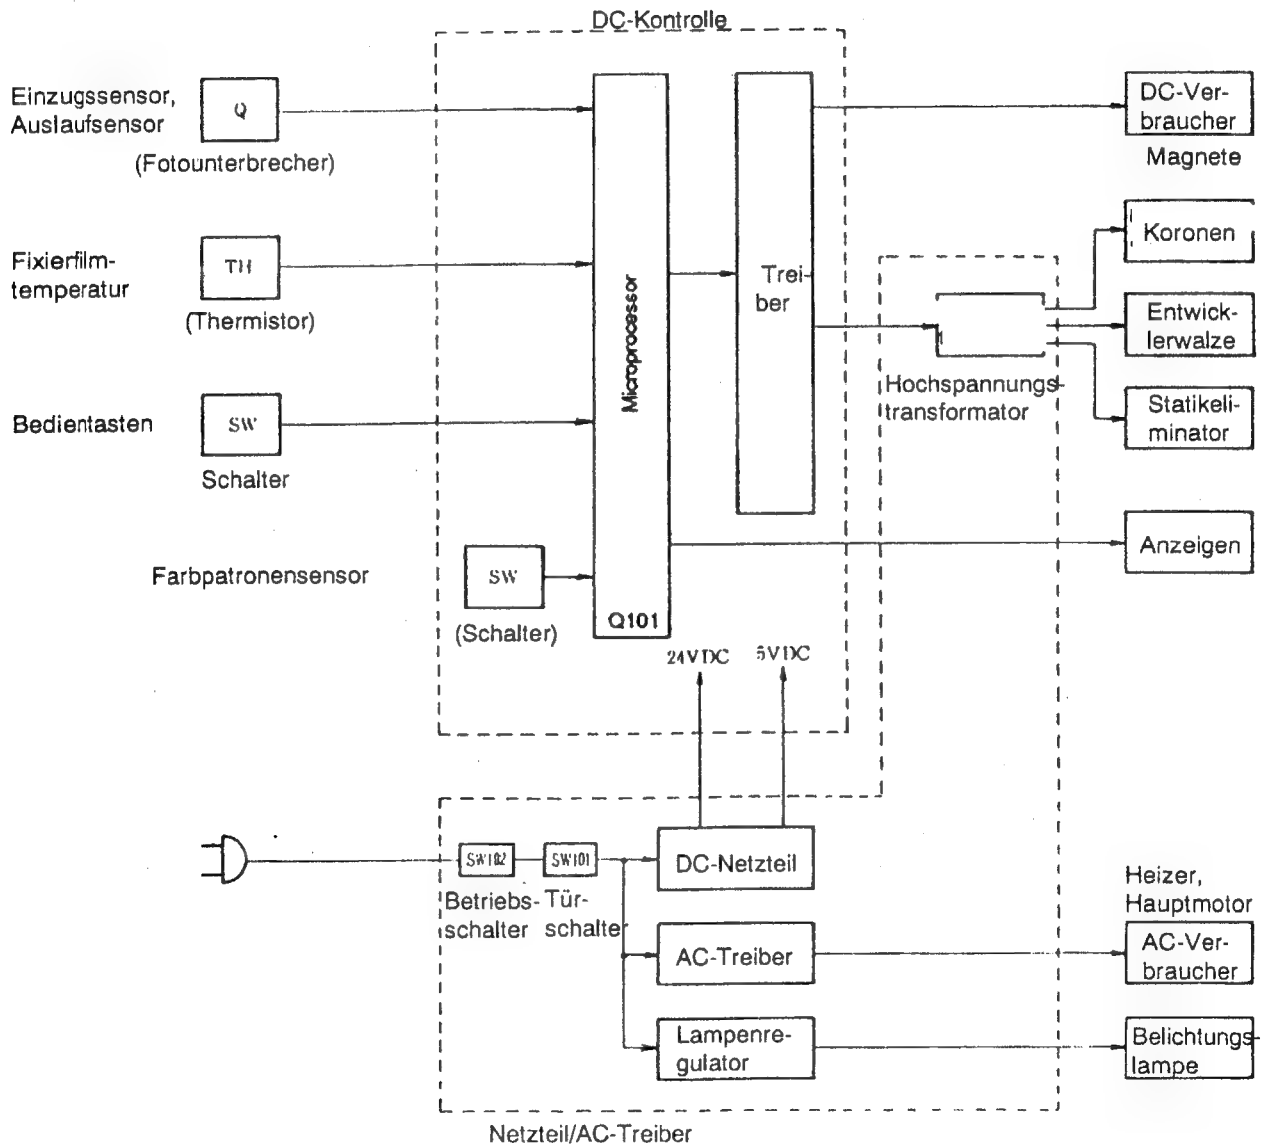 DC-Kontrolle
Einzugssensor,
Auslaufsensor
Q
(Fotounterbrecher)
Fixierfilm-
temperatur
TH
(Thermistor)
Bedientasten
SW
Schalter
Farbpatronensensor
SW
(Schalter)
Microprocessor
Q101
Trei-
ber
DC-Ver-
braucher
Magnete
Koronen
Entwick-
lerwalze
Statikeli-
minator
Hochspannungs-
transformator
Anzeigen
24VDC
5VDC
SW102
SW101
Betriebs-
schalter
Tür-
schalter
DC-Netzteil
AC-Treiber
Lampenre-
gulator
Heizer,
Hauptmotor
AC-Ver-
braucher
Belichtungs-
lampe
Netzteil/AC-Treiber